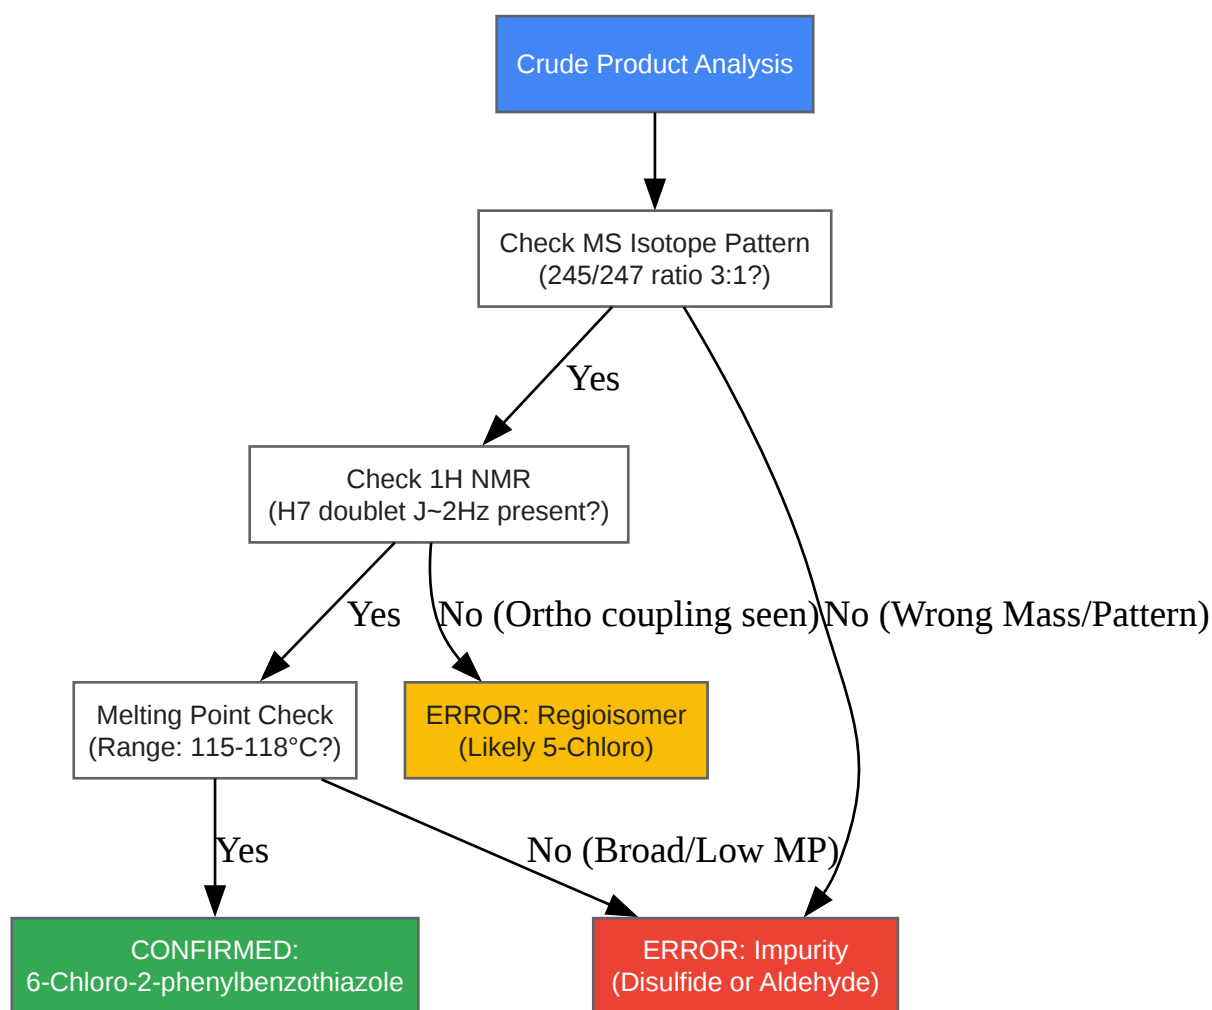 Crude Product Analysis
Check MS Isotope Pattern
(245/247 ratio 3:1?)
Yes
Check 1H NMR
(H7 doublet J~2Hz present?)
Yes
No (Ortho coupling seen)
No (Wrong Mass/Pattern)
Melting Point Check
(Range: 115-118°C?)
ERROR: Regioisomer
(Likely 5-Chloro)
Yes
No (Broad/Low MP)
CONFIRMED:
6-Chloro-2-phenylbenzothiazole
ERROR: Impurity
(Disulfide or Aldehyde)